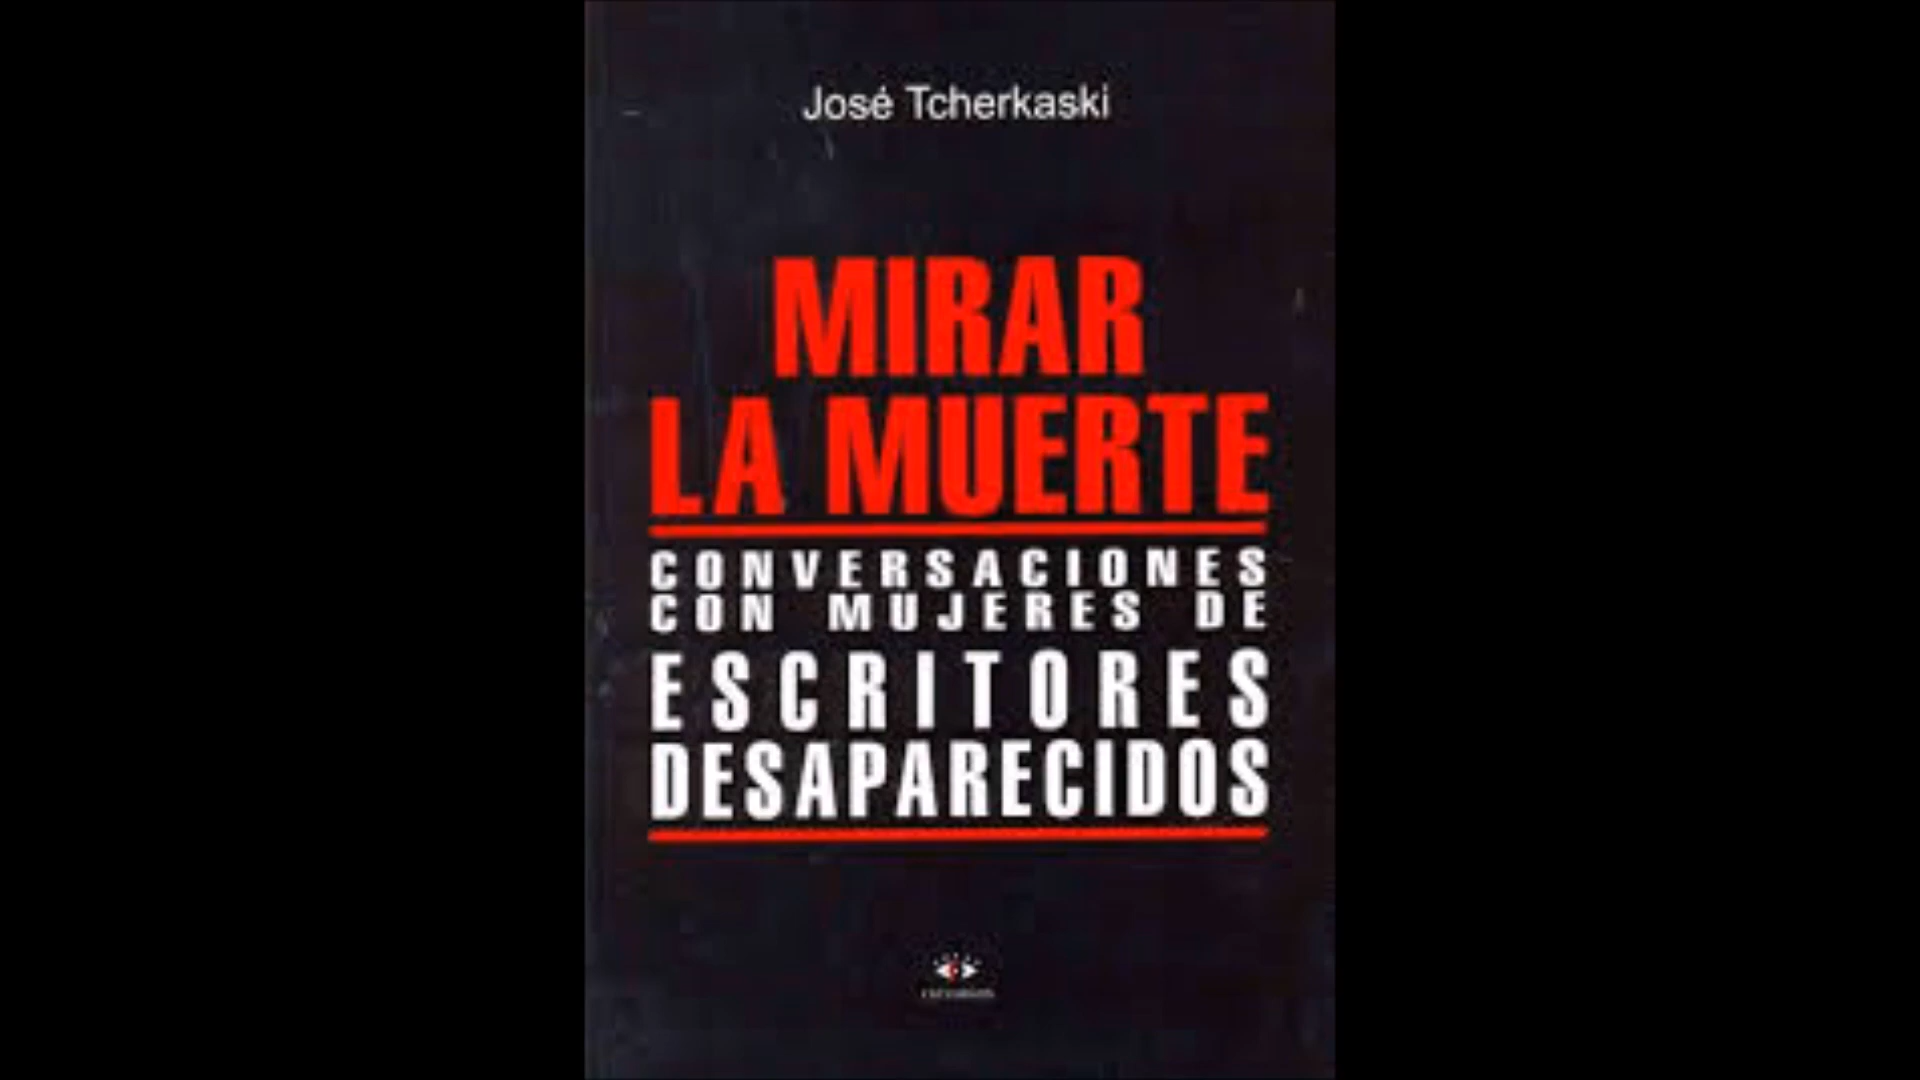 José Tcherkaski
MIRAR
LA MUERTE
CONVERSACIONES
CON MUJERES DE
ESCRITORES
DESAPARECIDOS